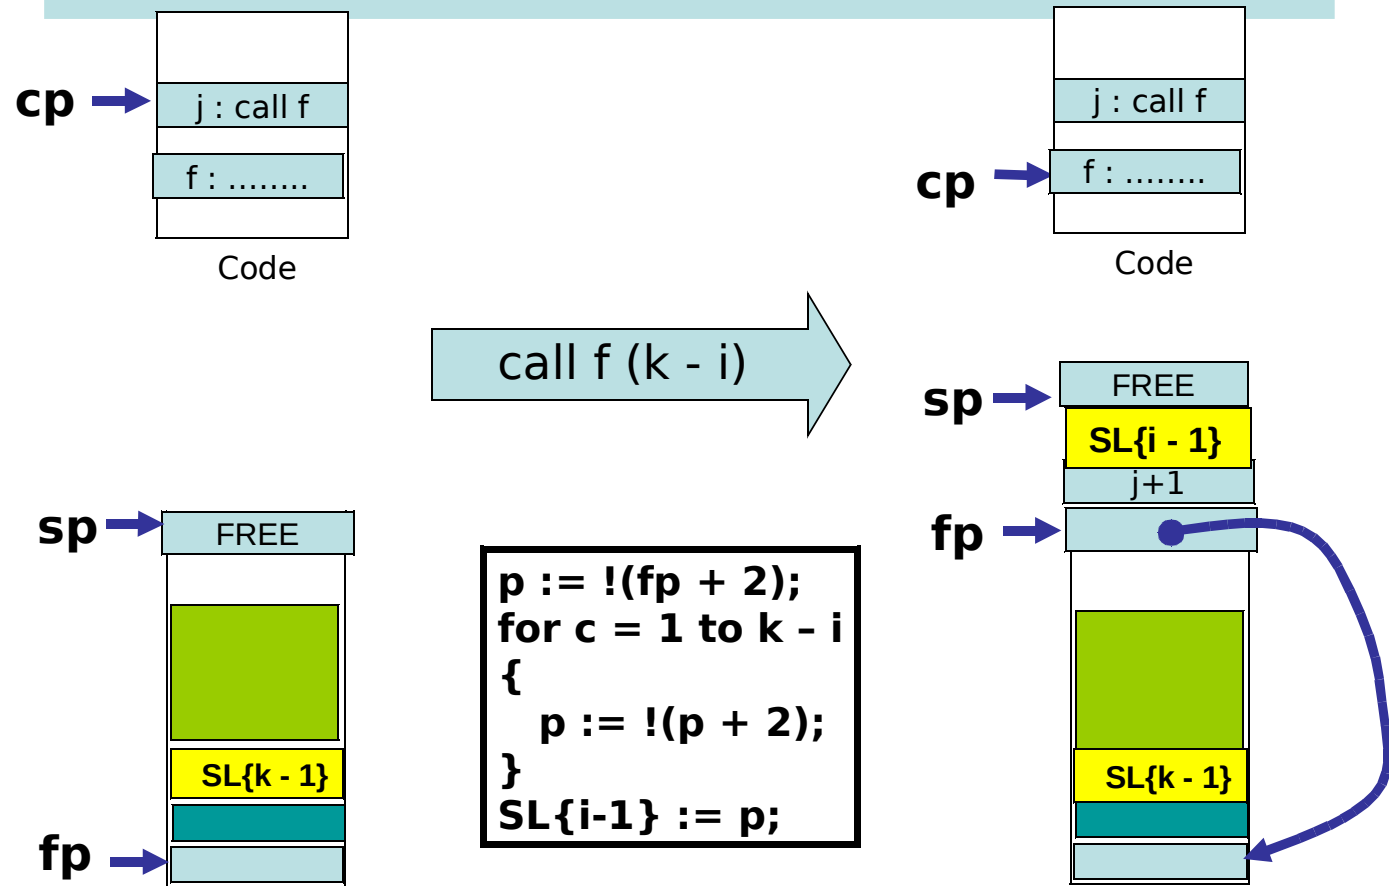 cp
j : call f
f : ........
Code
cp
j : call f
f : ........
Code
call f (k - i)
sp
FREE
SL{k - 1}
fp
p := !(fp + 2);
for c = 1 to k – i
{
p := !(p + 2);
}
SL{i-1} := p;
sp
FREE
SL{i - 1}
j+1
fp
SL{k - 1}